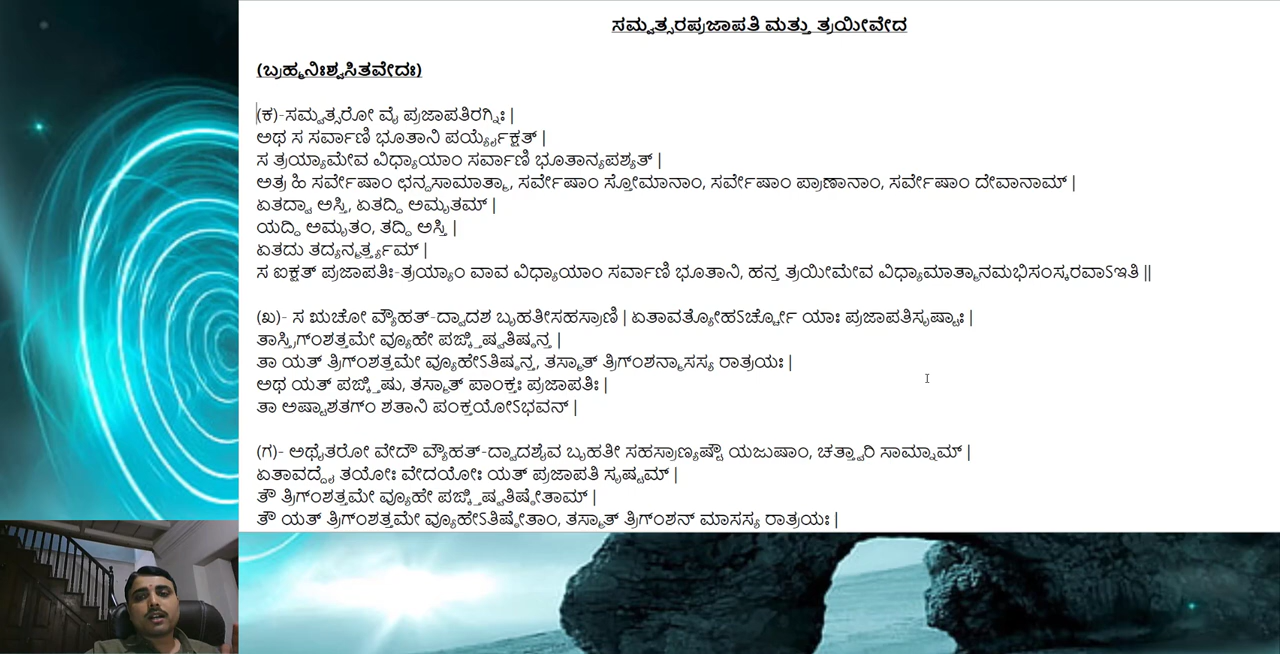 ಸಮ್ವತ್ಸರಪ್ರಜಾಪತಿ ಮತ್ತು ತ್ರಯೀವೇದ
(ಬ್ರಹ್ಮನಿಃಶ್ವಸಿತವೇದಃ)
(ಕ)-ಸಮ್ವತ್ಸರೋ ವೈ ಪ್ರಜಾಪತಿರಗ್ನಿಃ |
ಅಥ ಸ ಸರ್ವಾಣಿ ಭೂತಾನಿ ಪರ್ಯ್ಯೈಕ್ಷತ್ |
ಸ ತ್ರಯ್ಯಾಮೇವ ವಿಧ್ಯಾಯಾಂ ಸರ್ವಾಣಿ ಭೂತಾನ್ಯಪಶ್ಯತ್ |
ಅತ್ರ ಹಿ ಸರ್ವೇಷಾಂ ಛನ್ದಸಾಮಾತ್ಮಾ, ಸರ್ವೇಷಾಂ ಸ್ತೋಮಾನಾಂ, ಸರ್ವೇಷಾಂ ಪ್ರಾಣಾನಾಂ, ಸರ್ವೇಷಾಂ ದೇವಾನಾಮ್ |
ಏತದ್ವಾ ಅಸ್ತಿ, ಏತದ್ಧಿ ಅಮೃತಮ್ |
ಯದ್ಧಿ ಅಮೃತಂ, ತದ್ಧಿ ಅಸ್ತಿ |
ಏತದು ತದ್ಯನ್ಮರ್ತ್ತ್ಯಮ್ |
ಸ ಐಕ್ಷತ್ ಪ್ರಜಾಪತಿಃ-ತ್ರಯ್ಯಾಂ ವಾವ ವಿಧ್ಯಾಯಾಂ ಸರ್ವಾಣಿ ಭೂತಾನಿ, ಹನ್ತ ತ್ರಯೀಮೇವ ವಿಧ್ಯಾಮಾತ್ಮಾನಮಭಿಸಂಸ್ಕರವಾಽಇತಿ ||
(ಖ)- ಸ ಋಚೋ ವ್ಯೌಹತ್-ದ್ವಾದಶ ಬೃಹತೀಸಹಸ್ರಾಣಿ | ಏತಾವತ್ಯೋಹಽರ್ಚ್ಚೋ ಯಾಃ ಪ್ರಜಾಪತಿಸೃಷ್ಟಾಃ |
ತಾಸ್ತ್ರಿಗ್‌ಂಶತ್ತಮೇ ವ್ಯೂಹೇ ಪಙ್ಕ್ತಿಷ್ವತಿಷ್ಠನ್ತ |
ತಾ ಯತ್ ತ್ರಿಗ್‌ಂಶತ್ತಮೇ ವ್ಯೂಹೇಽತಿಷ್ಠನ್ತ, ತಸ್ಮಾತ್ ತ್ರಿಗ್‌ಂಶನ್ಮಾಸಸ್ಯ ರಾತ್ರಯಃ |
ಅಥ ಯತ್ ಪಙ್ಕ್ತಿಷು, ತಸ್ಮಾತ್ ಪಾಂಕ್ತಃ ಪ್ರಜಾಪತಿಃ |
ತಾ ಅಷ್ಟಾಶತಗ್‌ಂ ಶತಾನಿ ಪಂಕ್ತಯೋಽಭವನ್ |
(ಗ)- ಅಥೈತರೋ ವೇದೌ ವ್ಯೌಹತ್-ದ್ವಾದಶೈವ ಬೃಹತೀ ಸಹಸ್ರಾಣ್ಯಷ್ಟೌ ಯಜುಷಾಂ, ಚತ್ತ್ವಾರಿ ಸಾಮ್ನಾಮ್ |
ಏತಾವದ್ಧೈ ತಯೋಃ ವೇದಯೋಃ ಯತ್ ಪ್ರಜಾಪತಿ ಸೃಷ್ಟಮ್ |
ತೌ ತ್ರಿಗ್‌ಂಶತ್ತಮೇ ವ್ಯೂಹೇ ಪಙ್ಕ್ತಿಷ್ವತಿಷ್ಠೇತಾಮ್ |
ತೌ ಯತ್ ತ್ರಿಗ್‌ಂಶತ್ತಮೇ ವ್ಯೂಹೇಽತಿಷ್ಠೇತಾಂ, ತಸ್ಮಾತ್ ತ್ರಿಗ್‌ಂಶನ್ ಮಾಸಸ್ಯ ರಾತ್ರಯಃ |